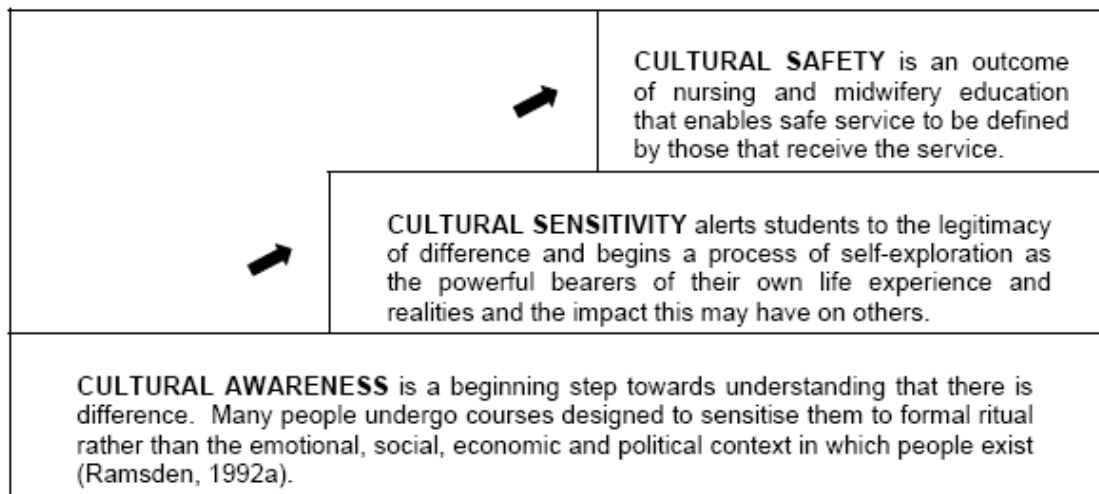 CULTURAL SAFETY is an outcome
of nursing and midwifery education
that enables safe service to be defined
by those that receive the service.
CULTURAL SENSITIVITY alerts students to the legitimacy
of difference and begins a process of self-exploration as
the powerful bearers of their own life experience and
realities and the impact this may have on others.
CULTURAL AWARENESS is a beginning step towards understanding that there is
difference. Many people undergo courses designed to sensitise them to formal ritual
rather than the emotional, social, economic and political context in which people exist
(Ramsden, 1992a).